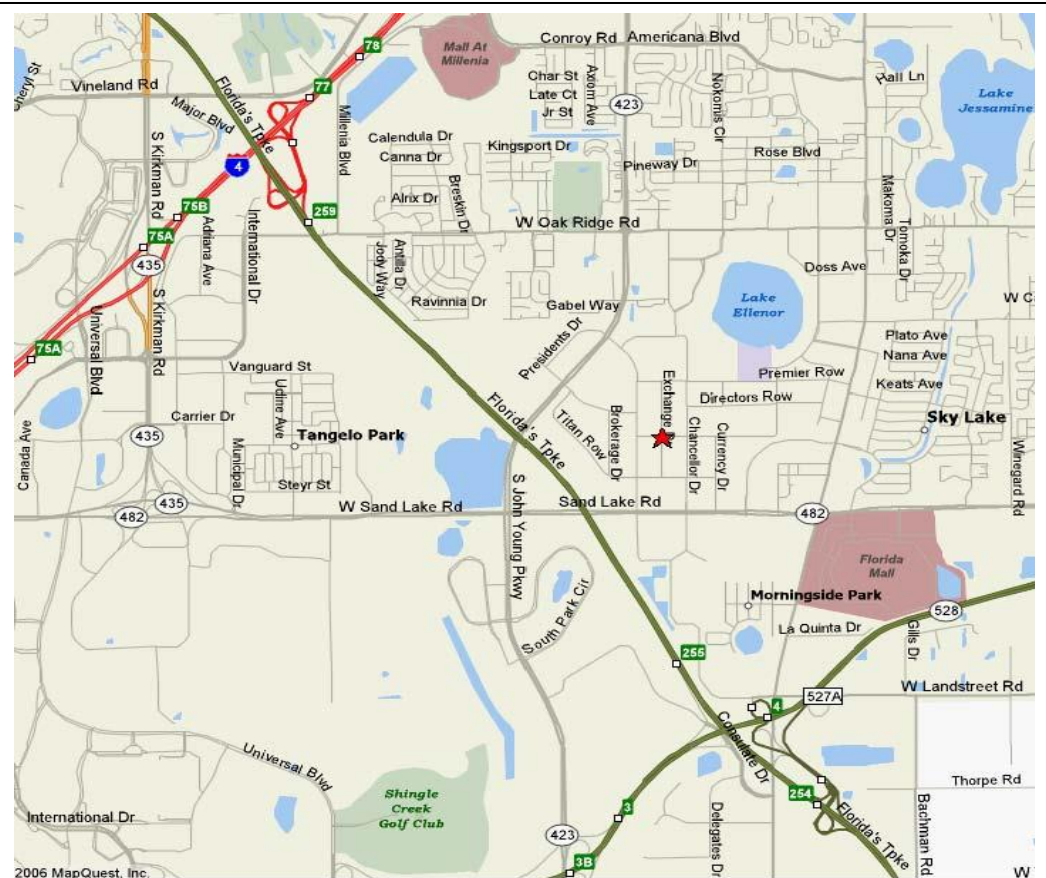 78
Conroy Rd
Americana Blvd
Mall At
Millenia
Char St
Late Ct
Jr St
Axiom Ave
423
Nokomis Cir
Lake
Jessamine
77
Vineland Rd
Major Blvd
Florida's Tpke
Millenia Blvd
S Kirkman Rd
4
Calendula Dr
Canna Dr
Kingsport Dr
Pineway Dr
Rose Blvd
Alrix Dr
Breskin Dr
Makoma Dr
Tomoka Dr
75B
259
W Oak Ridge Rd
75A
435
Adriana Ave
International Dr
Antilla Dr
Jody Way
Ravinnia Dr
Gabel Way
Doss Ave
Lake
Ellenor
Universal Blvd
S Kirkman Rd
75A
Vanguard St
Presidents Dr
Plato Ave
Nana Ave
Keats Ave
Premier Row
Directors Row
Exchange
Carrier Dr
Udine Ave
Tangelo Park
Florida's Tpke
Titan Row
Brokerage Dr
Chancellor Dr
Currency Dr
Sky Lake
Winegard Rd
Canada Ave
435
Municipal Dr
Steyr St
435
482
W Sand Lake Rd
Sand Lake Rd
482
S John Young Pkwy
Florida
Mall
Morningside Park
528
La Quinta Dr
Gills Dr
South Park Cir
255
527A
W Landstreet Rd
4
Consulate Dr
Universal Blvd
Thorpe Rd
Shingle
Creek
Golf Club
254
Florida's Tpke
International Dr
3
423
3B
Delegates Dr
Bachman Rd
W
2006 MapQuest, Inc.